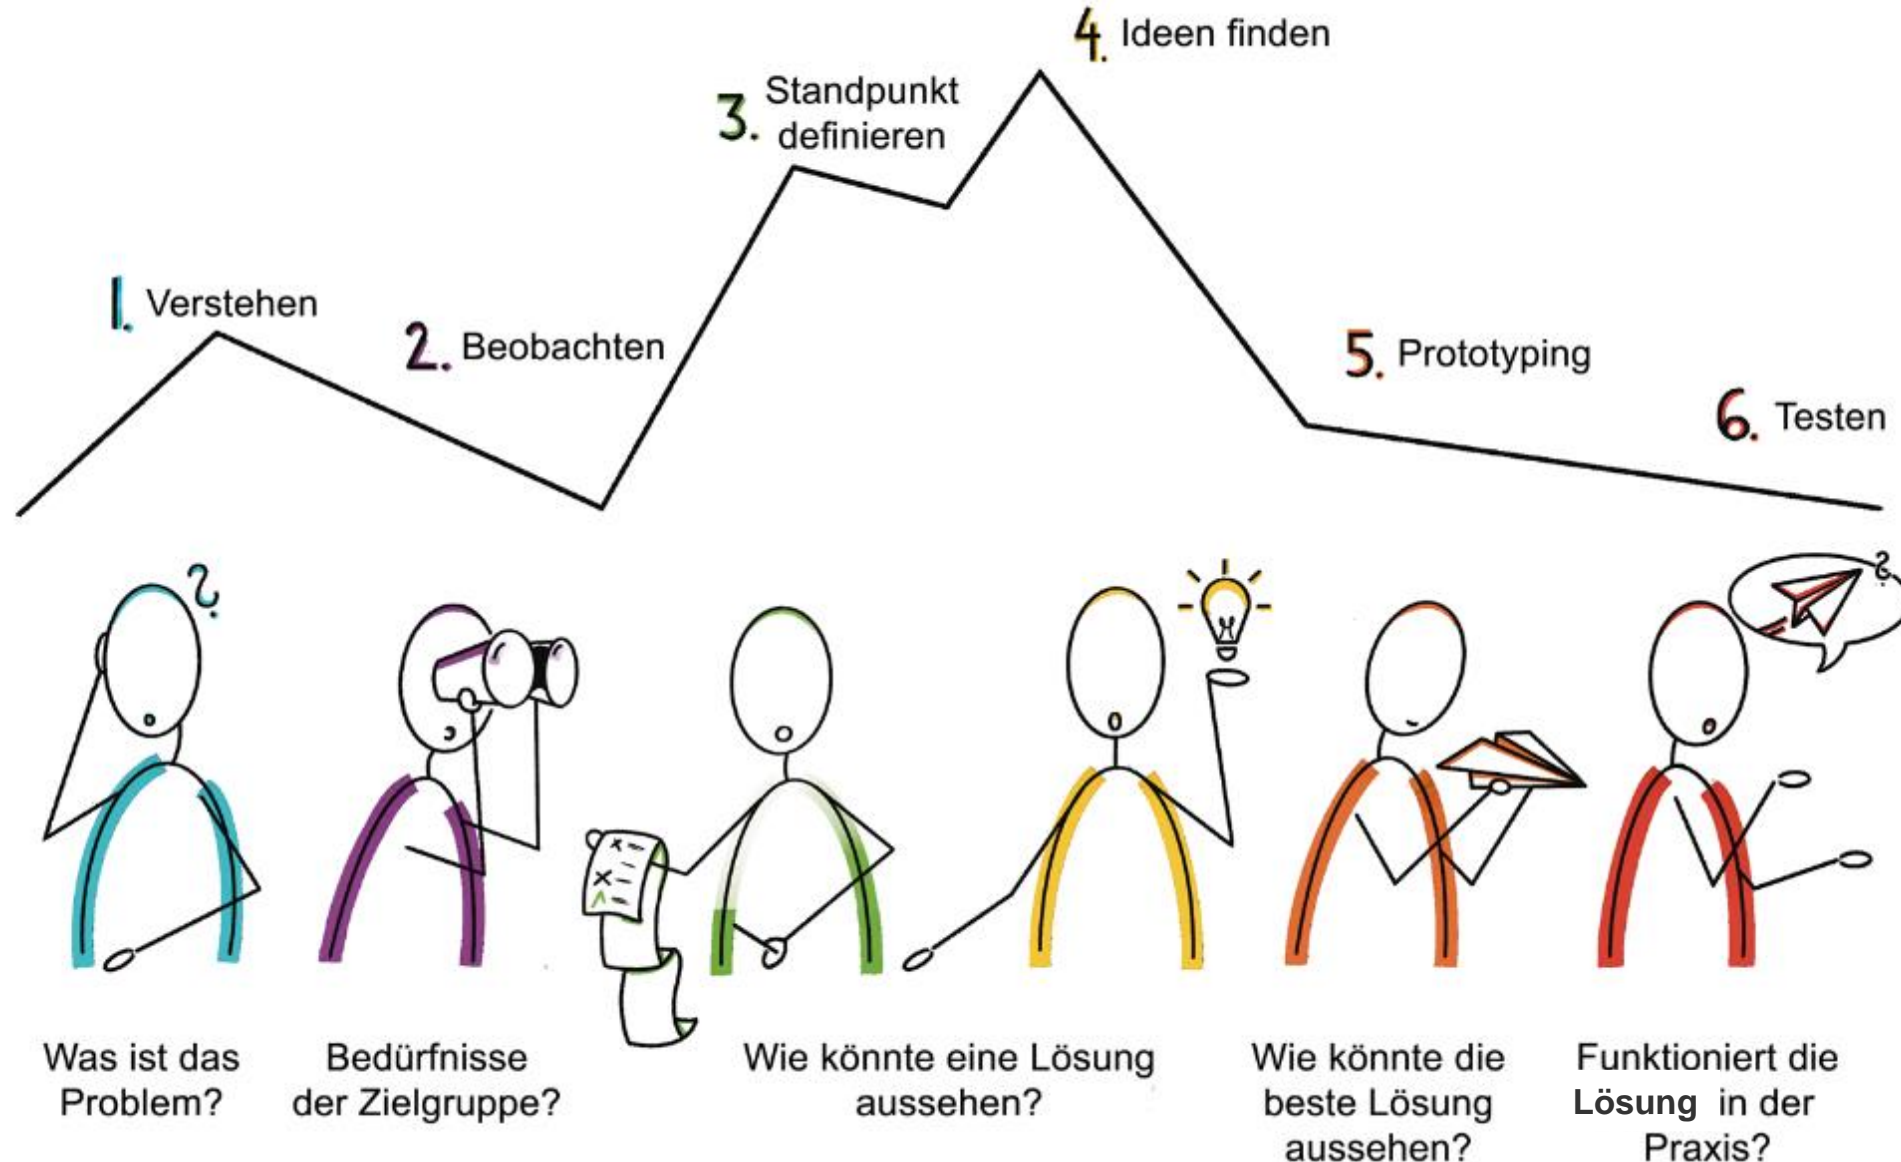 4. Ideen finden
3. Standpunkt
definieren
1. Verstehen
2. Beobachten
5. Prototyping
6. Testen
?
?
Was ist das
Problem?
Bedürfnisse
der Zielgruppe?
Wie könnte eine Lösung
aussehen?
Wie könnte die
beste Lösung
aussehen?
Funktioniert die
Lösung in der
Praxis?